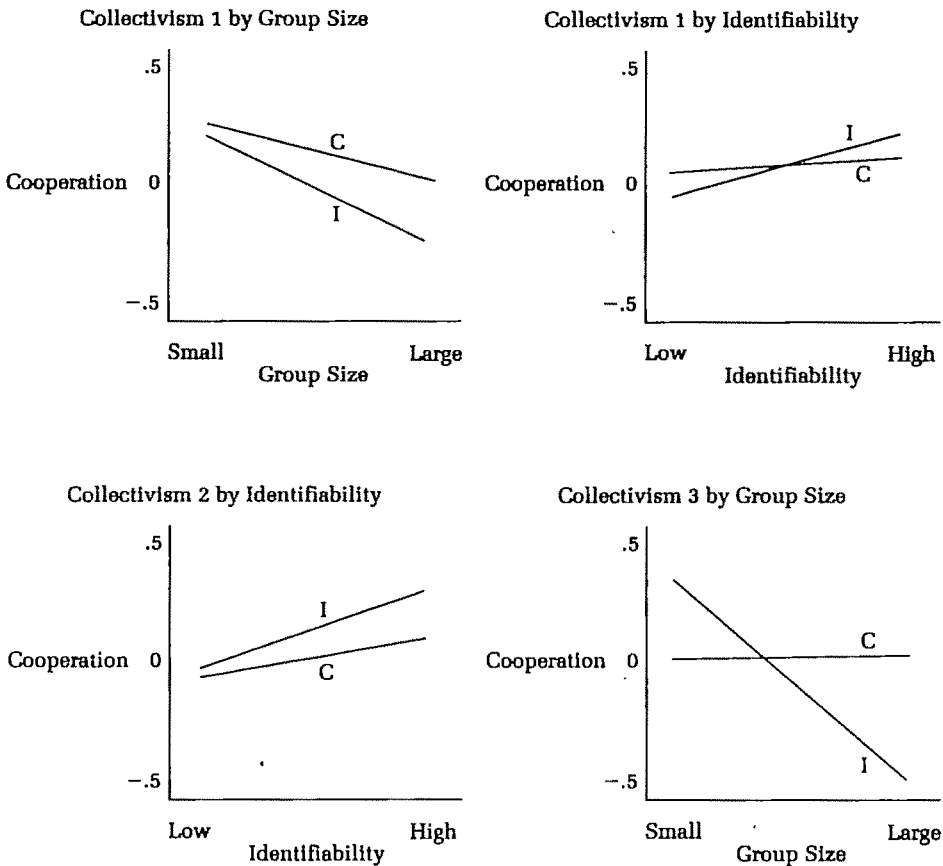 Collectivism 1 by Group Size
.5
C
Cooperation 0
I
−.5
Small Large
Group Size
Collectivism 1 by Identifiability
.5
I
Cooperation 0
C
−.5
Low High
Identifiability
Collectivism 2 by Identifiability
.5
I
Cooperation 0
C
−.5
Low High
Identifiability
Collectivism 3 by Group Size
.5
C
Cooperation 0
I
−.5
Small Large
Group Size